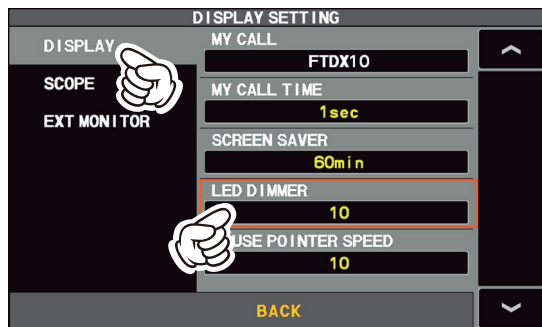 DISPLAY SETTING
DISPLAY
SCOPE
EXT MONITOR
MY CALL
FTDX10
MY CALL TIME
1sec
SCREEN SAVER
60min
LED DIMMER
10
USE POINTER SPEED
10
BACK